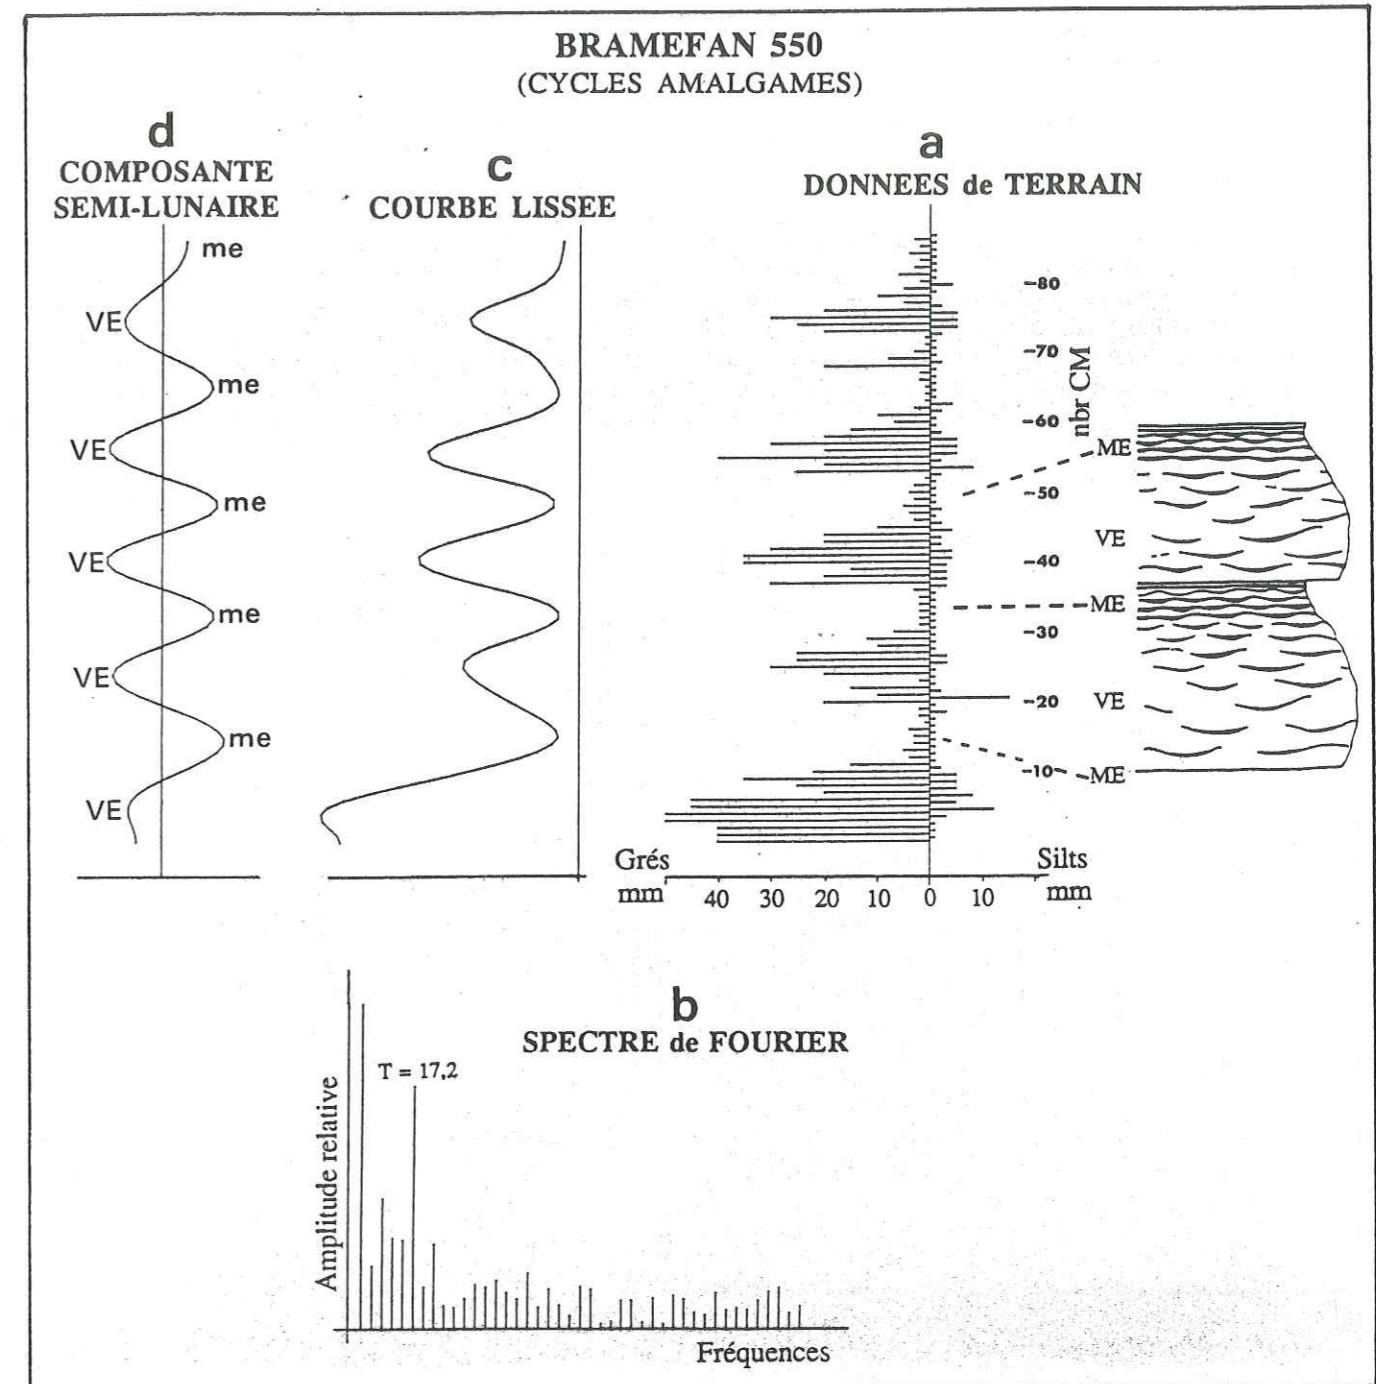 BRAMEFAN 550
(CYCLES AMALGAMES)
d
COMPOSANTE
SEMI-LUNAIRE
c
COURBE LISSEE
a
DONNEES de TERRAIN
me
VE
me
VE
me
VE
me
VE
me
VE
-80
-70
-60
-50
-40
-30
-20
-10
nbr CM
ME
VE
ME
VE
ME
Grés
mm
40 30 20 10 0 10
Silts
mm
b
SPECTRE de FOURIER
T = 17,2
Amplitude relative
Fréquences